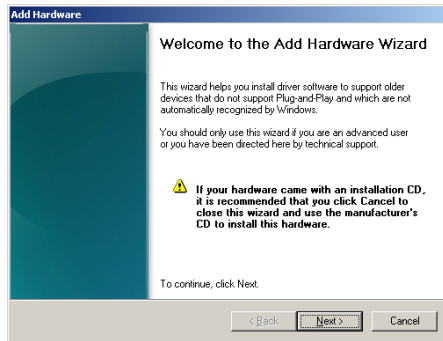 Add Hardware
Welcome to the Add Hardware Wizard
This wizard helps you install driver software to support older
devices that do not support Plug-and-Play and which are not
automatically recognized by Windows.
You should only use this wizard if you are an advanced user
or you have been directed here by technical support.
If your hardware came with an installation CD,
it is recommended that you click Cancel to
close this wizard and use the manufacturer's
CD to install this hardware.
To continue, click Next.
< Back Next > Cancel